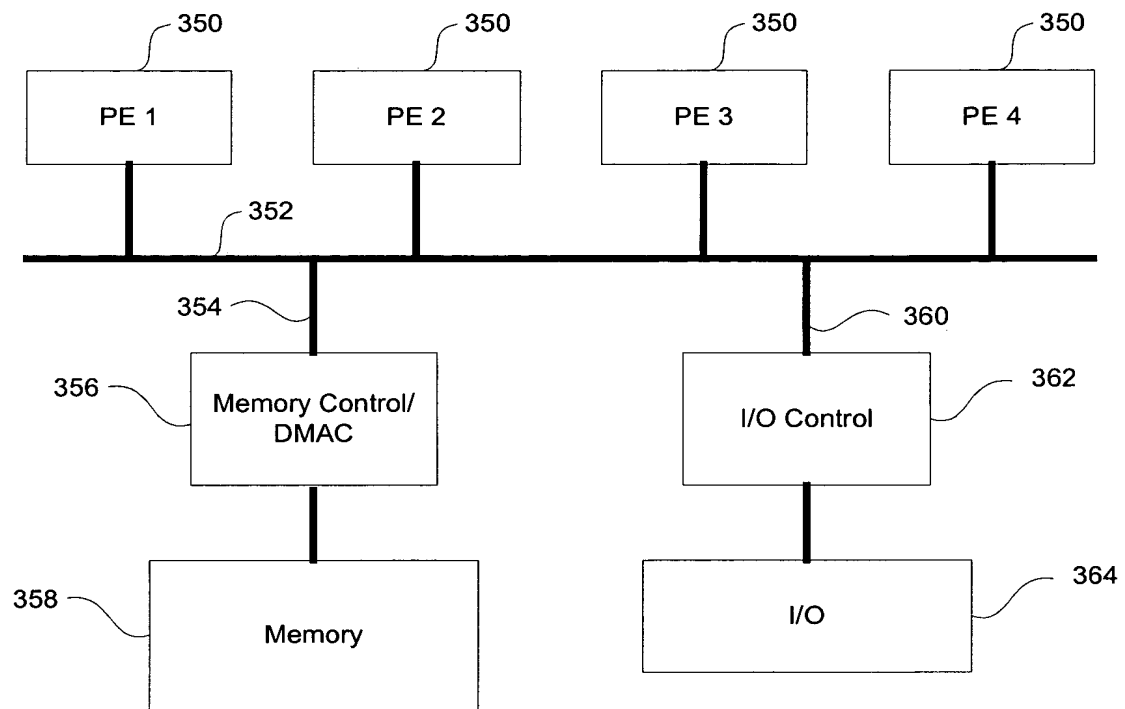 350 350 350 350
PE 1 PE 2 PE 3 PE 4
352
354 360
356 Memory Control/ DMAC I/O Control 362
358 Memory I/O 364